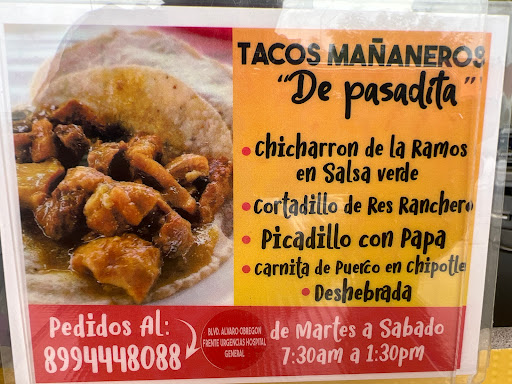 TACOS MAÑANEROS
"De pasadita"
• Chicharron de la Ramos
en Salsa verde
• Cortadillo de Res Ranchero
• Picadillo con Papa
• Carnita de Puerco en Chipotle
• Deshebrada
Pedidos Al:
8994448088
BLVD. ALVARO OBREGON
FRENTE URGENCIAS HOSPITAL
GENERAL
de Martes a Sabado
7:30am a 1:30pm